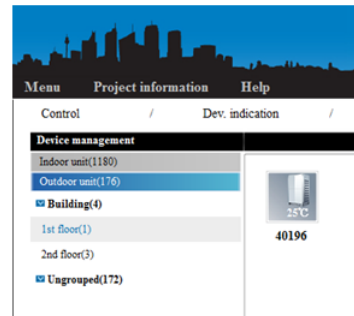 Menu Project information Help
Control / Dev. indication /
Device management
Indoor unit(1180)
Outdoor unit(176)
Building(4)
1st floor(1)
2nd floor(3)
Ungrouped(172)
25℃
40196